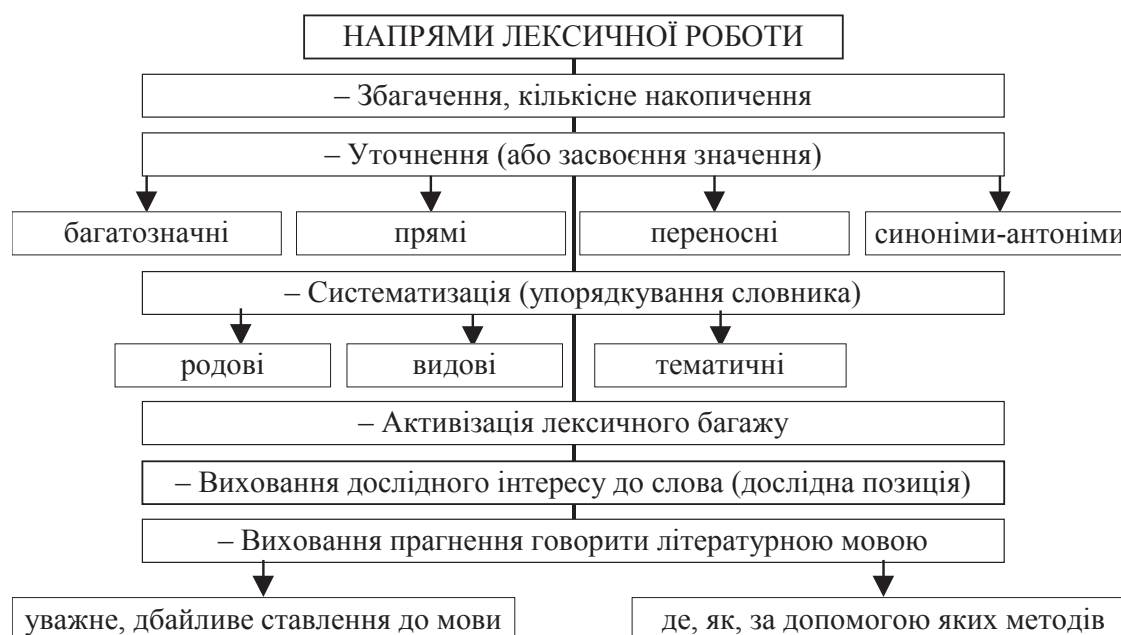 НАПРЯМИ ЛЕКСИЧНОЇ РОБОТИ
– Збагачення, кількісне накопичення
– Уточнення (або засвоєння значення)
багатозначні
прямі
переносні
синоніми-антоніми
– Систематизація (упорядкування словника)
родові
видові
тематичні
– Активізація лексичного багажу
– Виховання дослідного інтересу до слова (дослідна позиція)
– Виховання прагнення говорити літературною мовою
уважне, дбайливе ставлення до мови
де, як, за допомогою яких методів